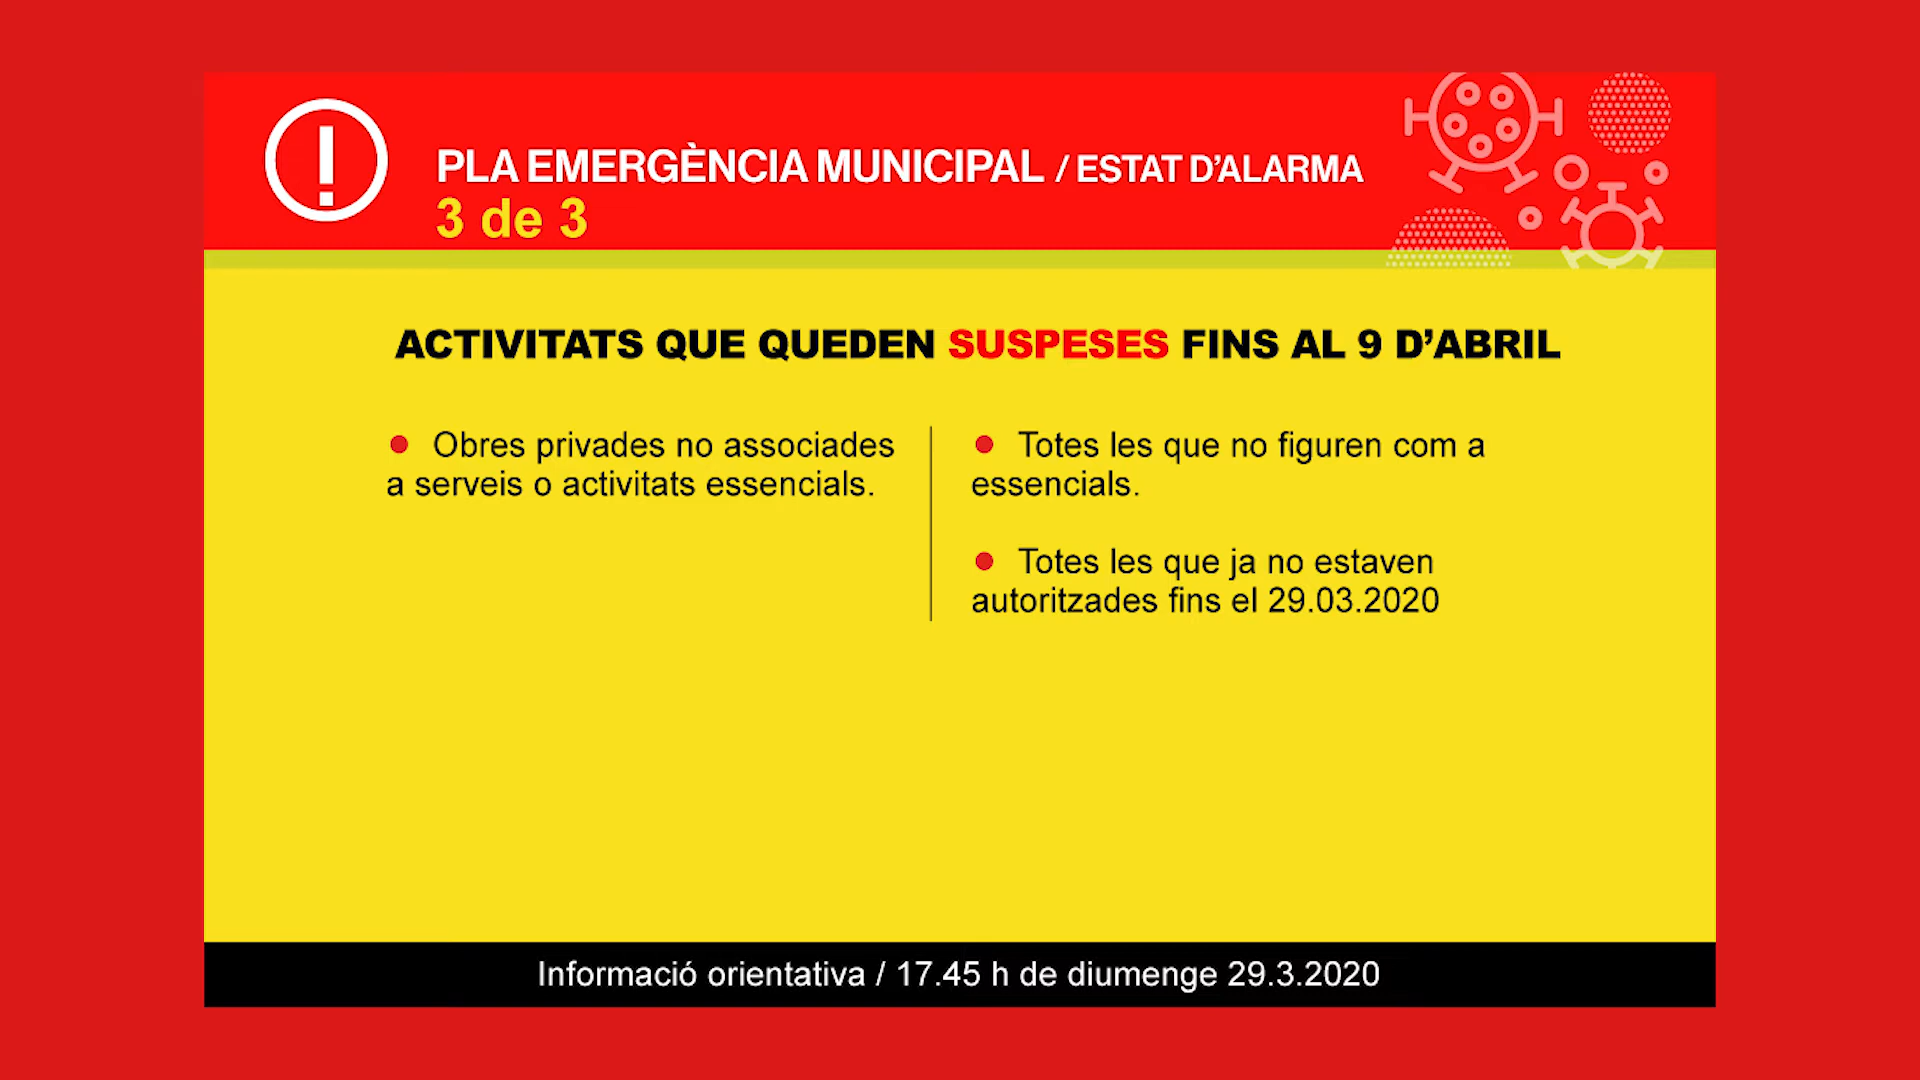 PLA EMERGÈNCIA MUNICIPAL / ESTAT D’ALARMA
3 de 3
ACTIVITATS QUE QUEDEN SUSPESES FINS AL 9 D’ABRIL
● Obres privades no associades
a serveis o activitats essencials.
● Totes les que no figuren com a
essencials.
● Totes les que ja no estaven
autoritzades fins el 29.03.2020
Informació orientativa / 17.45 h de diumenge 29.3.2020